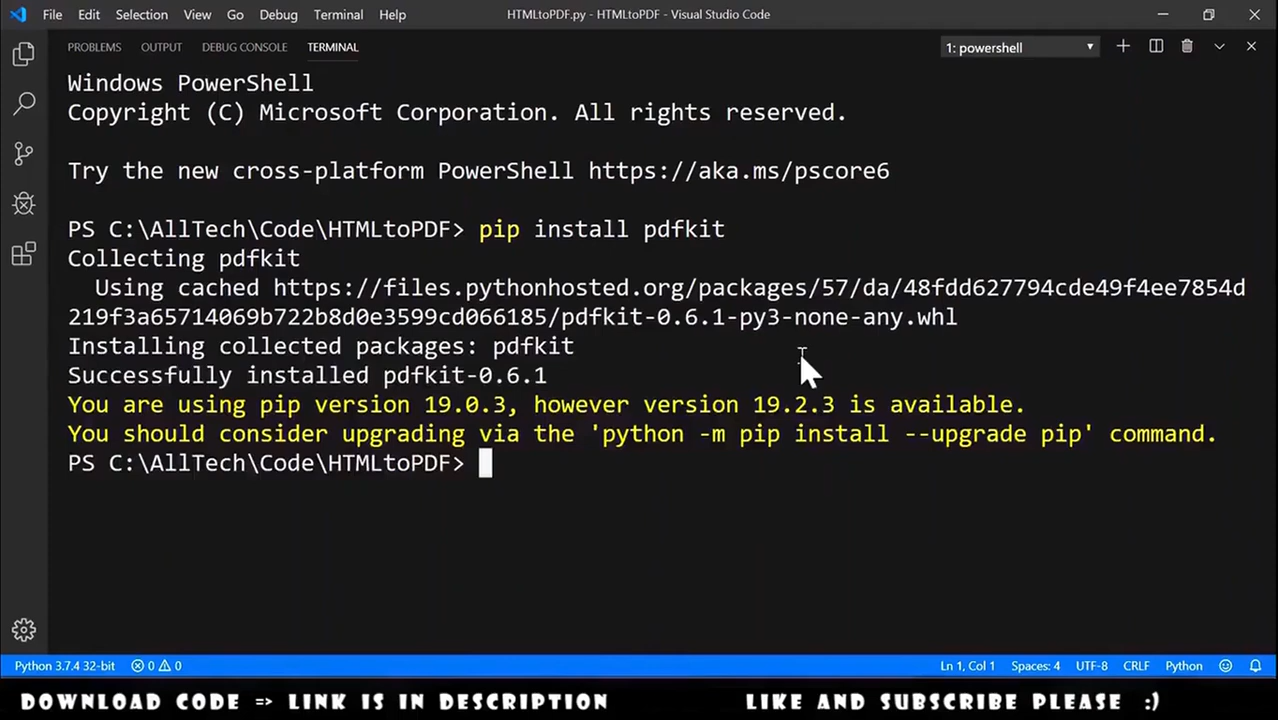 File Edit Selection View Go Debug Terminal Help HTMLtoPDF.py - HTMLtoPDF - Visual Studio Code
PROBLEMS OUTPUT DEBUG CONSOLE TERMINAL 1: powershell
Windows PowerShell
Copyright (C) Microsoft Corporation. All rights reserved.
Try the new cross-platform PowerShell https://aka.ms/pscore6
PS C:\AllTech\Code\HTMLtoPDF> pip install pdfkit
Collecting pdfkit
  Using cached https://files.pythonhosted.org/packages/57/da/48fdd627794cde49f4ee7854d
219f3a65714069b722b8d0e3599cd066185/pdfkit-0.6.1-py3-none-any.whl
Installing collected packages: pdfkit
Successfully installed pdfkit-0.6.1
You are using pip version 19.0.3, however version 19.2.3 is available.
You should consider upgrading via the 'python -m pip install --upgrade pip' command.
PS C:\AllTech\Code\HTMLtoPDF>
Python 3.7.4 32-bit 0 0 Ln 1, Col 1 Spaces: 4 UTF-8 CRLF Python
DOWNLOAD CODE => LINK IS IN DESCRIPTION LIKE AND SUBSCRIBE PLEASE :)